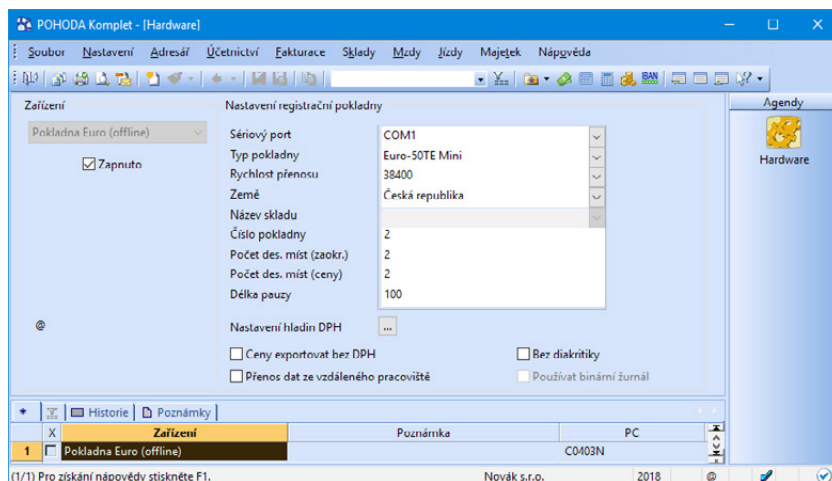 POHODA Komplet - [Hardware]
Soubor Nastavení Adresář Účetnictví Fakturace Sklady Mzdy Jízdy Majetek Nápověda
IBAN
Zařízení
Pokladna Euro (offline)
Zapnuto
@
Nastavení registrační pokladny
Sériový port COM1
Typ pokladny Euro-50TE Mini
Rychlost přenosu 38400
Země Česká republika
Název skladu
Číslo pokladny 2
Počet des. míst (zaokr.) 2
Počet des. míst (ceny) 2
Délka pauzy 100
Nastavení hladin DPH ...
Ceny exportovat bez DPH Bez diakritiky
Přenos dat ze vzdáleného pracoviště Používat binární žurnál
Agendy
Hardware
* Historie Poznámky
X Zařízení Poznámka PC
1 Pokladna Euro (offline) C0403N
(1/1) Pro získání nápovědy stiskněte F1. Novák s.r.o. 2018 @